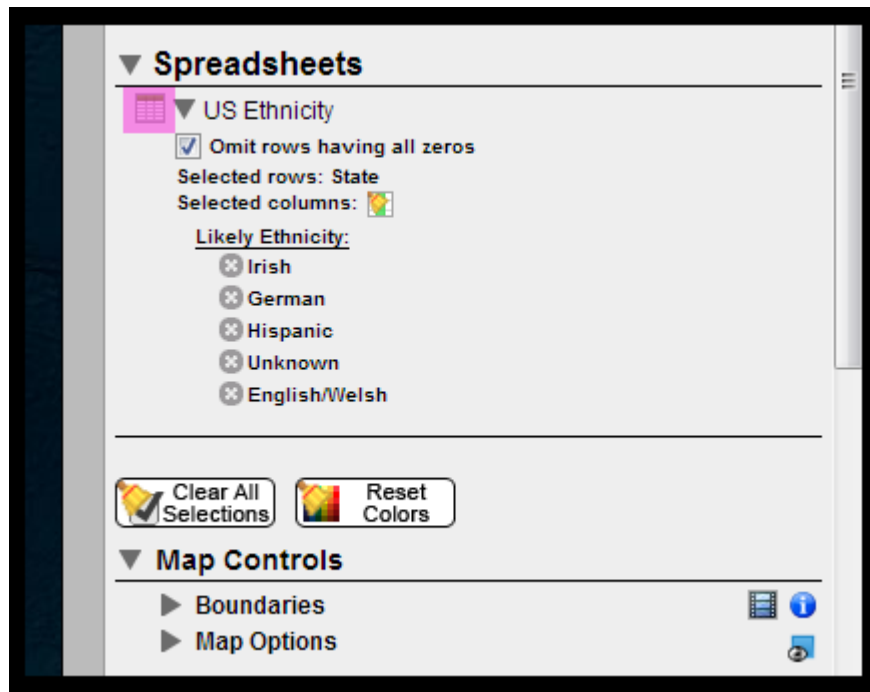 Spreadsheets
US Ethnicity
Omit rows having all zeros
Selected rows: State
Selected columns:
Likely Ethnicity:
Irish
German
Hispanic
Unknown
English/Welsh
Clear All
Selections
Reset
Colors
Map Controls
Boundaries
Map Options